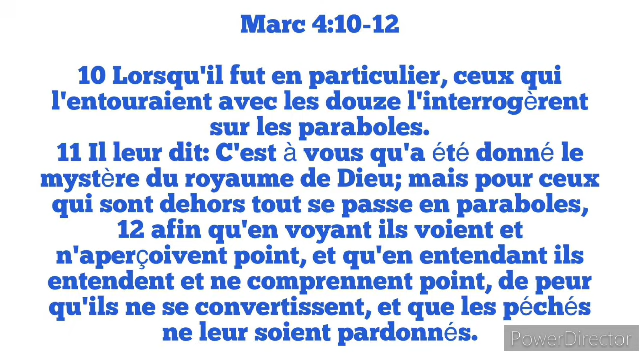 Marc 4:10-12
10 Lorsqu'il fut en particulier, ceux qui
l'entouraient avec les douze l'interrogèrent
sur les paraboles.
11 Il leur dit: C'est à vous qu'a été donné le
mystère du royaume de Dieu; mais pour ceux
qui sont dehors tout se passe en paraboles,
12 afin qu'en voyant ils voient et
n'aperçoivent point, et qu'en entendant ils
entendent et ne comprennent point, de peur
qu'ils ne se convertissent, et que les péchés
ne leur soient pardonnés.
PowerDirector